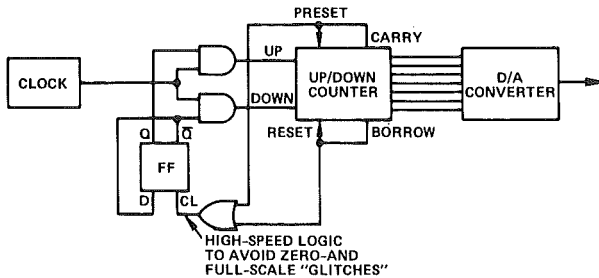 PRESET
CARRY
UP
CLOCK
UP/DOWN
COUNTER
D/A
CONVERTER
DOWN
RESET
BORROW
Q
Q̅
FF
D
CL
HIGH-SPEED LOGIC
TO AVOID ZERO-AND
FULL-SCALE "GLITCHES"